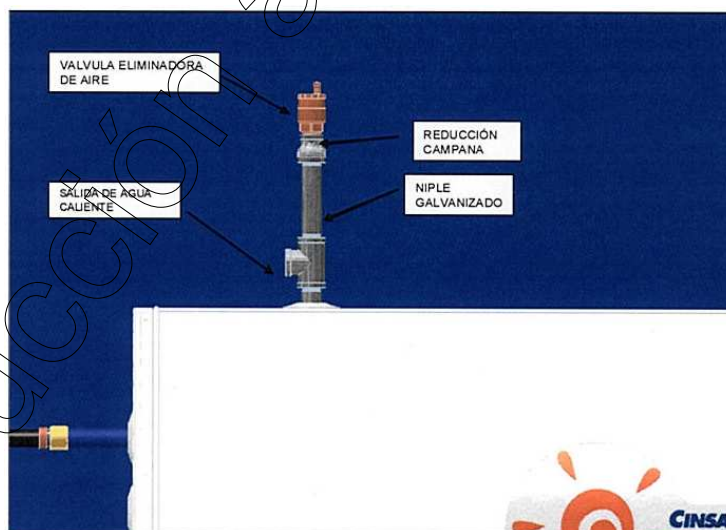 VALVULA ELIMINADORA
DE AIRE
REDUCCIÓN
CAMPANA
SALIDA DE AGUA
CALIENTE
NIPLE
GALVANIZADO
CINSA